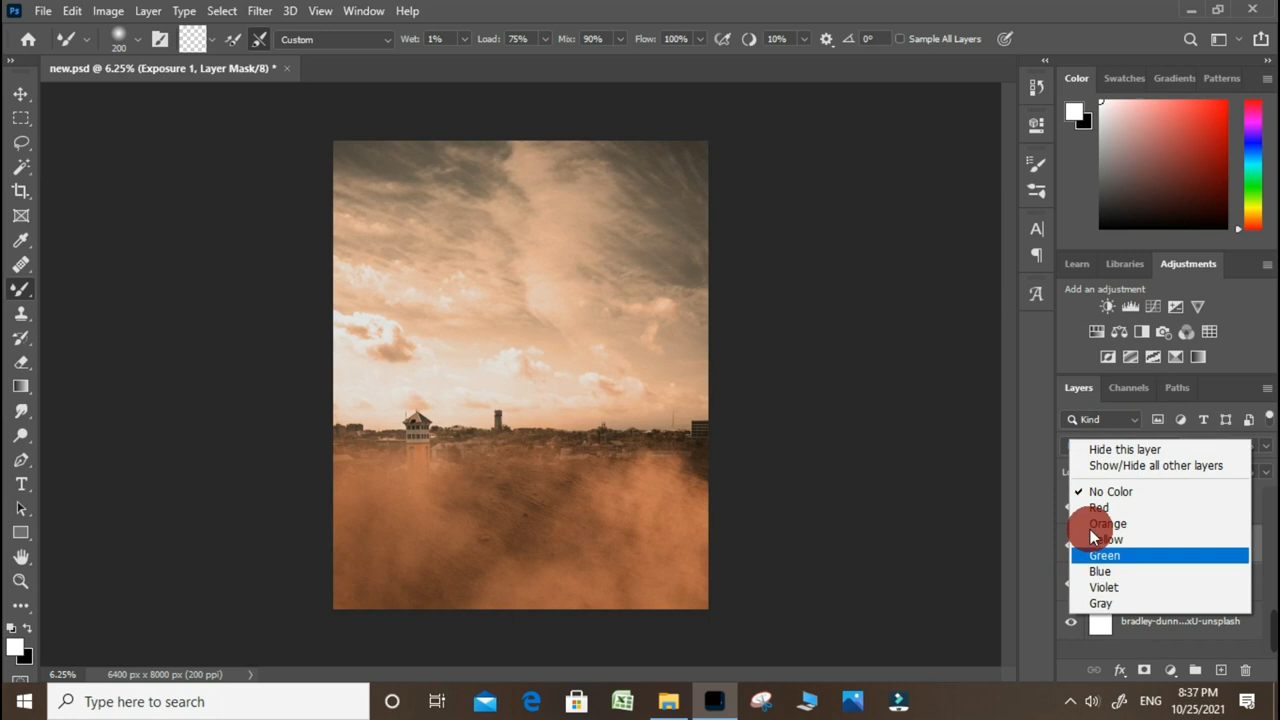 Ps File Edit Image Layer Type Select Filter 3D View Window Help
200 Custom Wet: 1% Load: 75% Mix: 90% Flow: 100% 10% 0° Sample All Layers
new.psd @ 6.25% (Exposure 1, Layer Mask/8) * ×
Color Swatches Gradients Patterns
Learn Libraries Adjustments
Add an adjustment
Layers Channels Paths
Kind
Hide this layer
Show/Hide all other layers
No Color
Red
Orange
Green
Blue
Violet
Gray
bradley-dunn...xU-unsplash
6.25% 6400 px x 8000 px (200 ppi)
Type here to search
ENG
8:37 PM
10/25/2021